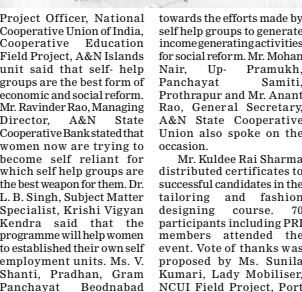 Project Officer, National
Cooperative Union of India,
Cooperative Education
Field Project, A&N Islands
unit said that self- help
groups are the best form of
economic and social reform.
Mr. Ravinder Rao, Managing
Director, A&N State
Cooperative Bank stated that
women now are trying to
become self reliant for
which self help groups are
the best weapon for them. Dr.
L. B. Singh, Subject Matter
Specialist, Krishi Vigyan
Kendra said that the
programme will help women
to established their own self
employment units. Ms. V.
Shanti, Pradhan, Gram
Panchayat Beodnabad
towards the efforts made by
self help groups to generate
income generating activities
for social reform. Mr. Mohan
Nair, Up- Pramukh,
Panchayat Samiti,
Prothrapur and Mr. Anant
Rao, General Secretary,
A&N State Cooperative
Union also spoke on the
occasion.
Mr. Kuldee Rai Sharma
distributed certificates to
successful candidates in the
tailoring and fashion
designing course. 70
participants including PRI
members attended the
event. Vote of thanks was
proposed by Ms. Sunila
Kumari, Lady Mobiliser,
NCUI Field Project, Port